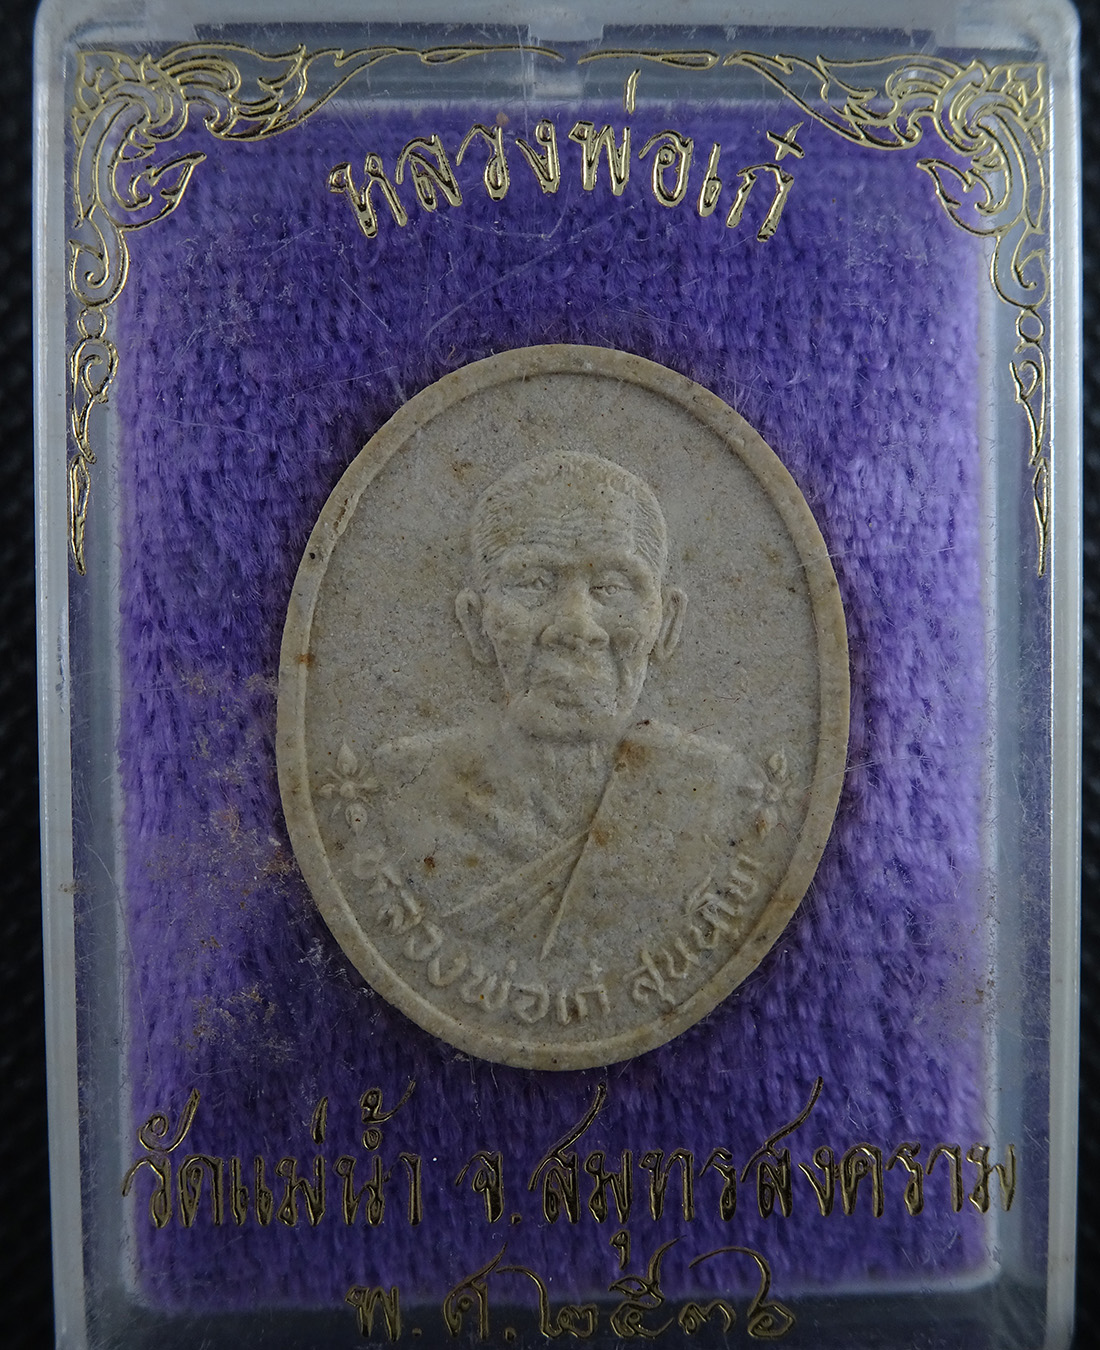 หลวงพ่อเก๋
หลวงพ่อเก๋ สุนฺทโม
วัดแม่น้ำ จ.สมุทรสงคราม
พ.ศ.๒๕๓๖